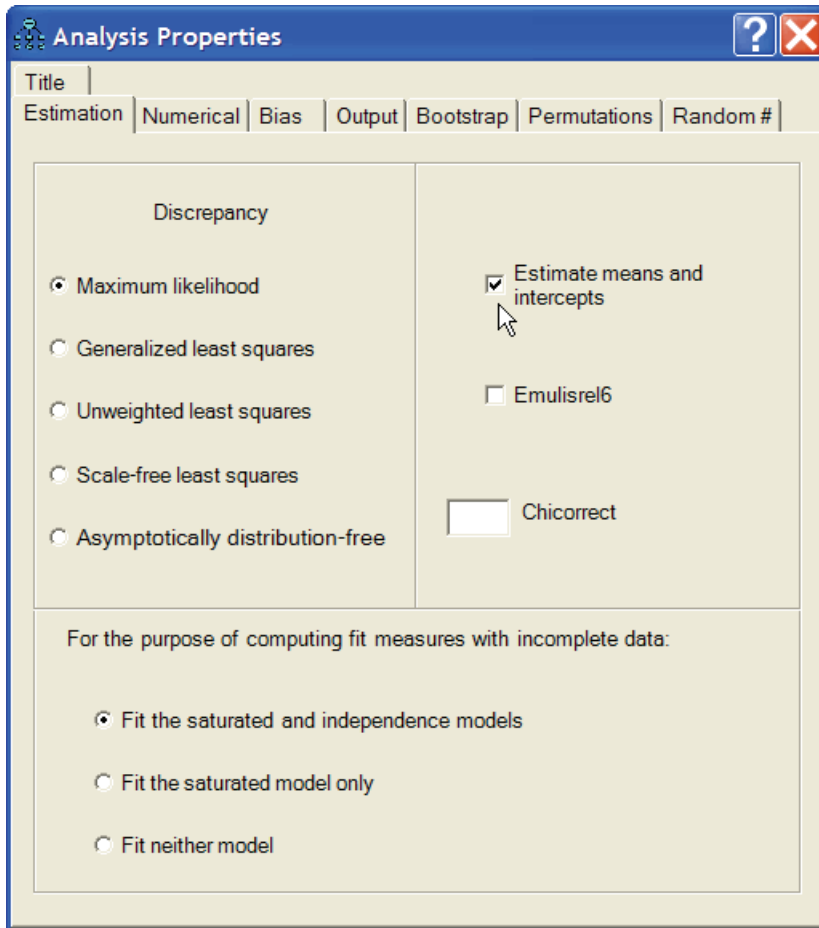 Analysis Properties
Title
Estimation Numerical Bias Output Bootstrap Permutations Random #
Discrepancy
Maximum likelihood
Generalized least squares
Unweighted least squares
Scale-free least squares
Asymptotically distribution-free
Estimate means and
intercepts
Emulisrel6
Chicorrect
For the purpose of computing fit measures with incomplete data:
Fit the saturated and independence models
Fit the saturated model only
Fit neither model